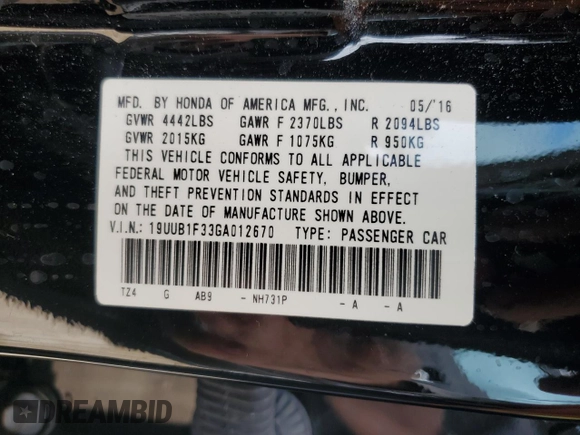 MFD. BY HONDA OF AMERICA MFG., INC. 05/'16
GVWR 4442LBS GAWR F 2370LBS R 2094LBS
GVWR 2015KG GAWR F 1075KG R 950KG
THIS VEHICLE CONFORMS TO ALL APPLICABLE
FEDERAL MOTOR VEHICLE SAFETY, BUMPER,
AND THEFT PREVENTION STANDARDS IN EFFECT
ON THE DATE OF MANUFACTURE SHOWN ABOVE.
V.I.N.: 19UUB1F33GA012670 TYPE: PASSENGER CAR
TZ4 G AB9 - NH731P - A - A
DREAMBID